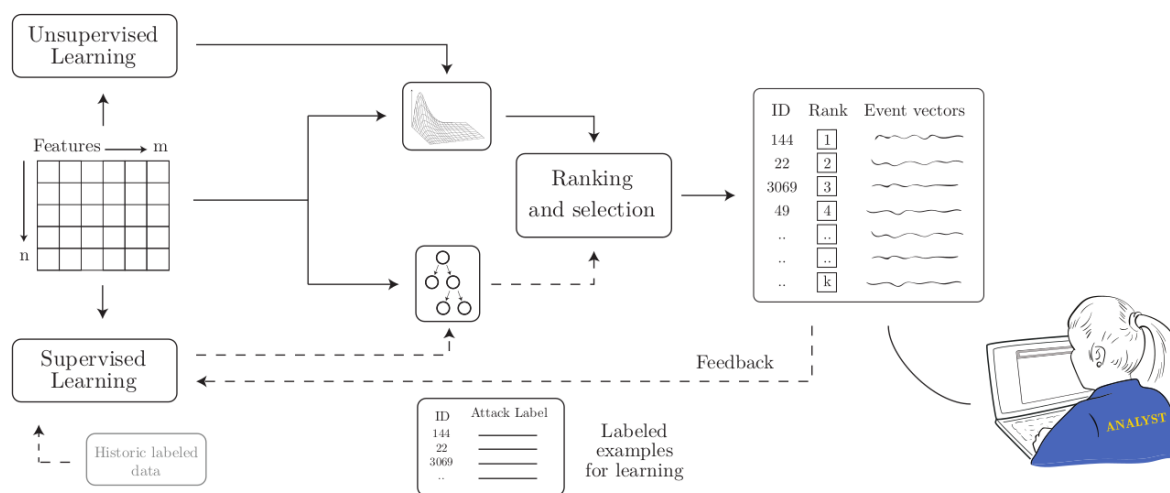 Unsupervised
Learning
Features m
n
Supervised
Learning
Historic labeled
data
Ranking
and selection
ID Rank Event vectors
144 1
22 2
3069 3
49 4
.. ..
.. ..
.. k
Feedback
ID Attack Label
144
22
3069
..
Labeled
examples
for learning
ANALYST